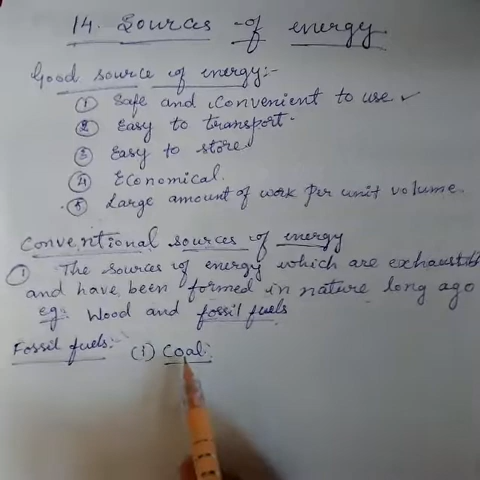 14. Sources of energy
Good source of energy:-
① Safe and Convenient to use ✓
② Easy to transport.
③ Easy to store
④ Economical.
⑤ Large amount of work per unit volume.
Conventional sources of energy
① The sources of energy which are exhaustible
and have been formed in nature long ago
eg:- Wood and fossil fuels
Fossil fuels:- (1) Coal: